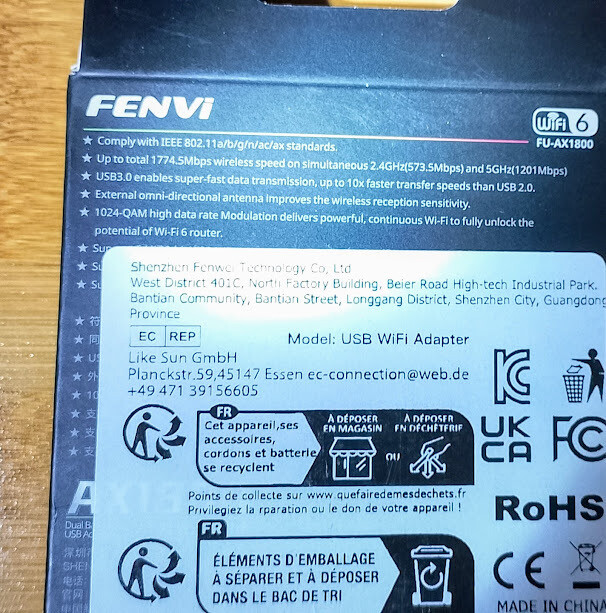 FENVi
WiFi 6
FU-AX1800
★ Comply with IEEE 802.11a/b/g/n/ac/ax standards.
★ Up to total 1774.5Mbps wireless speed on simultaneous 2.4GHz(573.5Mbps) and 5GHz(1201Mbps)
★ USB3.0 enables super-fast data transmission, up to 10x faster transfer speeds than USB 2.0.
★ External omni-directional antenna improves the wireless reception sensitivity.
★ 1024-QAM high data rate Modulation delivers powerful, continuous Wi-Fi to fully unlock the
potential of Wi-Fi 6 router.
Shenzhen Fenwei Technology Co, Ltd
West District 401C, North Factory Building, Beier Road High-tech Industrial Park.
Bantian Community, Bantian Street, Longgang District, Shenzhen City, Guangdong
Province
EC REP
Model: USB WiFi Adapter
Like Sun GmbH
Planckstr.59,45147 Essen ec-connection@web.de
+49 471 39156605
FR
Cet appareil,ses
accessoires,
cordons et batterie
se recyclent
À DÉPOSER
EN MAGASIN
OU
À DÉPOSER
EN DÉCHÈTERIE
Points de collecte sur www.quefairedemesdechets.fr
Privilegiez la rparation ou le don de votre appareil !
FR
ÉLÉMENTS D'EMBALLAGE
À SÉPARER ET À DÉPOSER
DANS LE BAC DE TRI
UK
CA
FC
RoHS
CE
MADE IN CHINA
Dual Ba
USB Ad